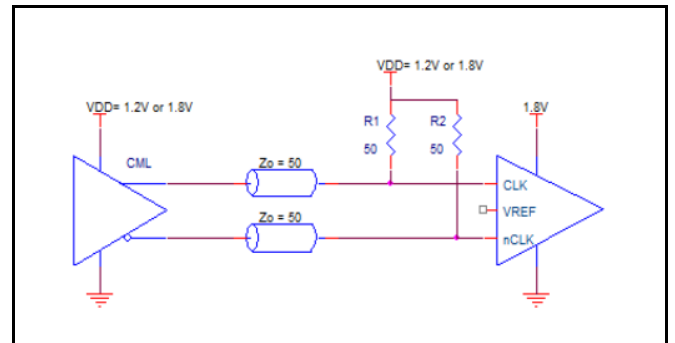 VDD= 1.2V or 1.8V
VDD= 1.2V or 1.8V
1.8V
R1
R2
50
50
CML
Zo = 50
CLK
VREF
Zo = 50
nCLK